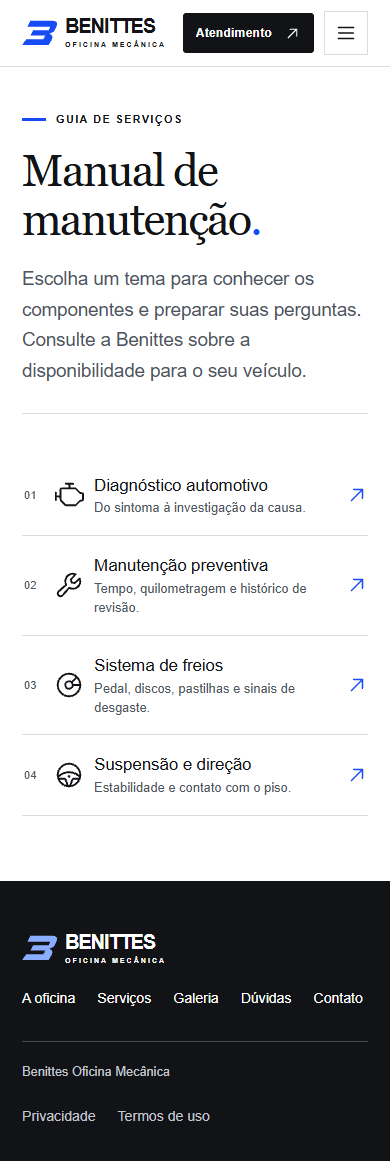 BENITTES
OFICINA MECÂNICA
Atendimento
GUIA DE SERVIÇOS
Manual de
manutenção.
Escolha um tema para conhecer os
componentes e preparar suas perguntas.
Consulte a Benittes sobre a
disponibilidade para o seu veículo.
01
Diagnóstico automotivo
Do sintoma à investigação da causa.
02
Manutenção preventiva
Tempo, quilometragem e histórico de
revisão.
03
Sistema de freios
Pedal, discos, pastilhas e sinais de
desgaste.
04
Suspensão e direção
Estabilidade e contato com o piso.
BENITTES
OFICINA MECÂNICA
A oficina Serviços Galeria Dúvidas Contato
Benittes Oficina Mecânica
Privacidade Termos de uso